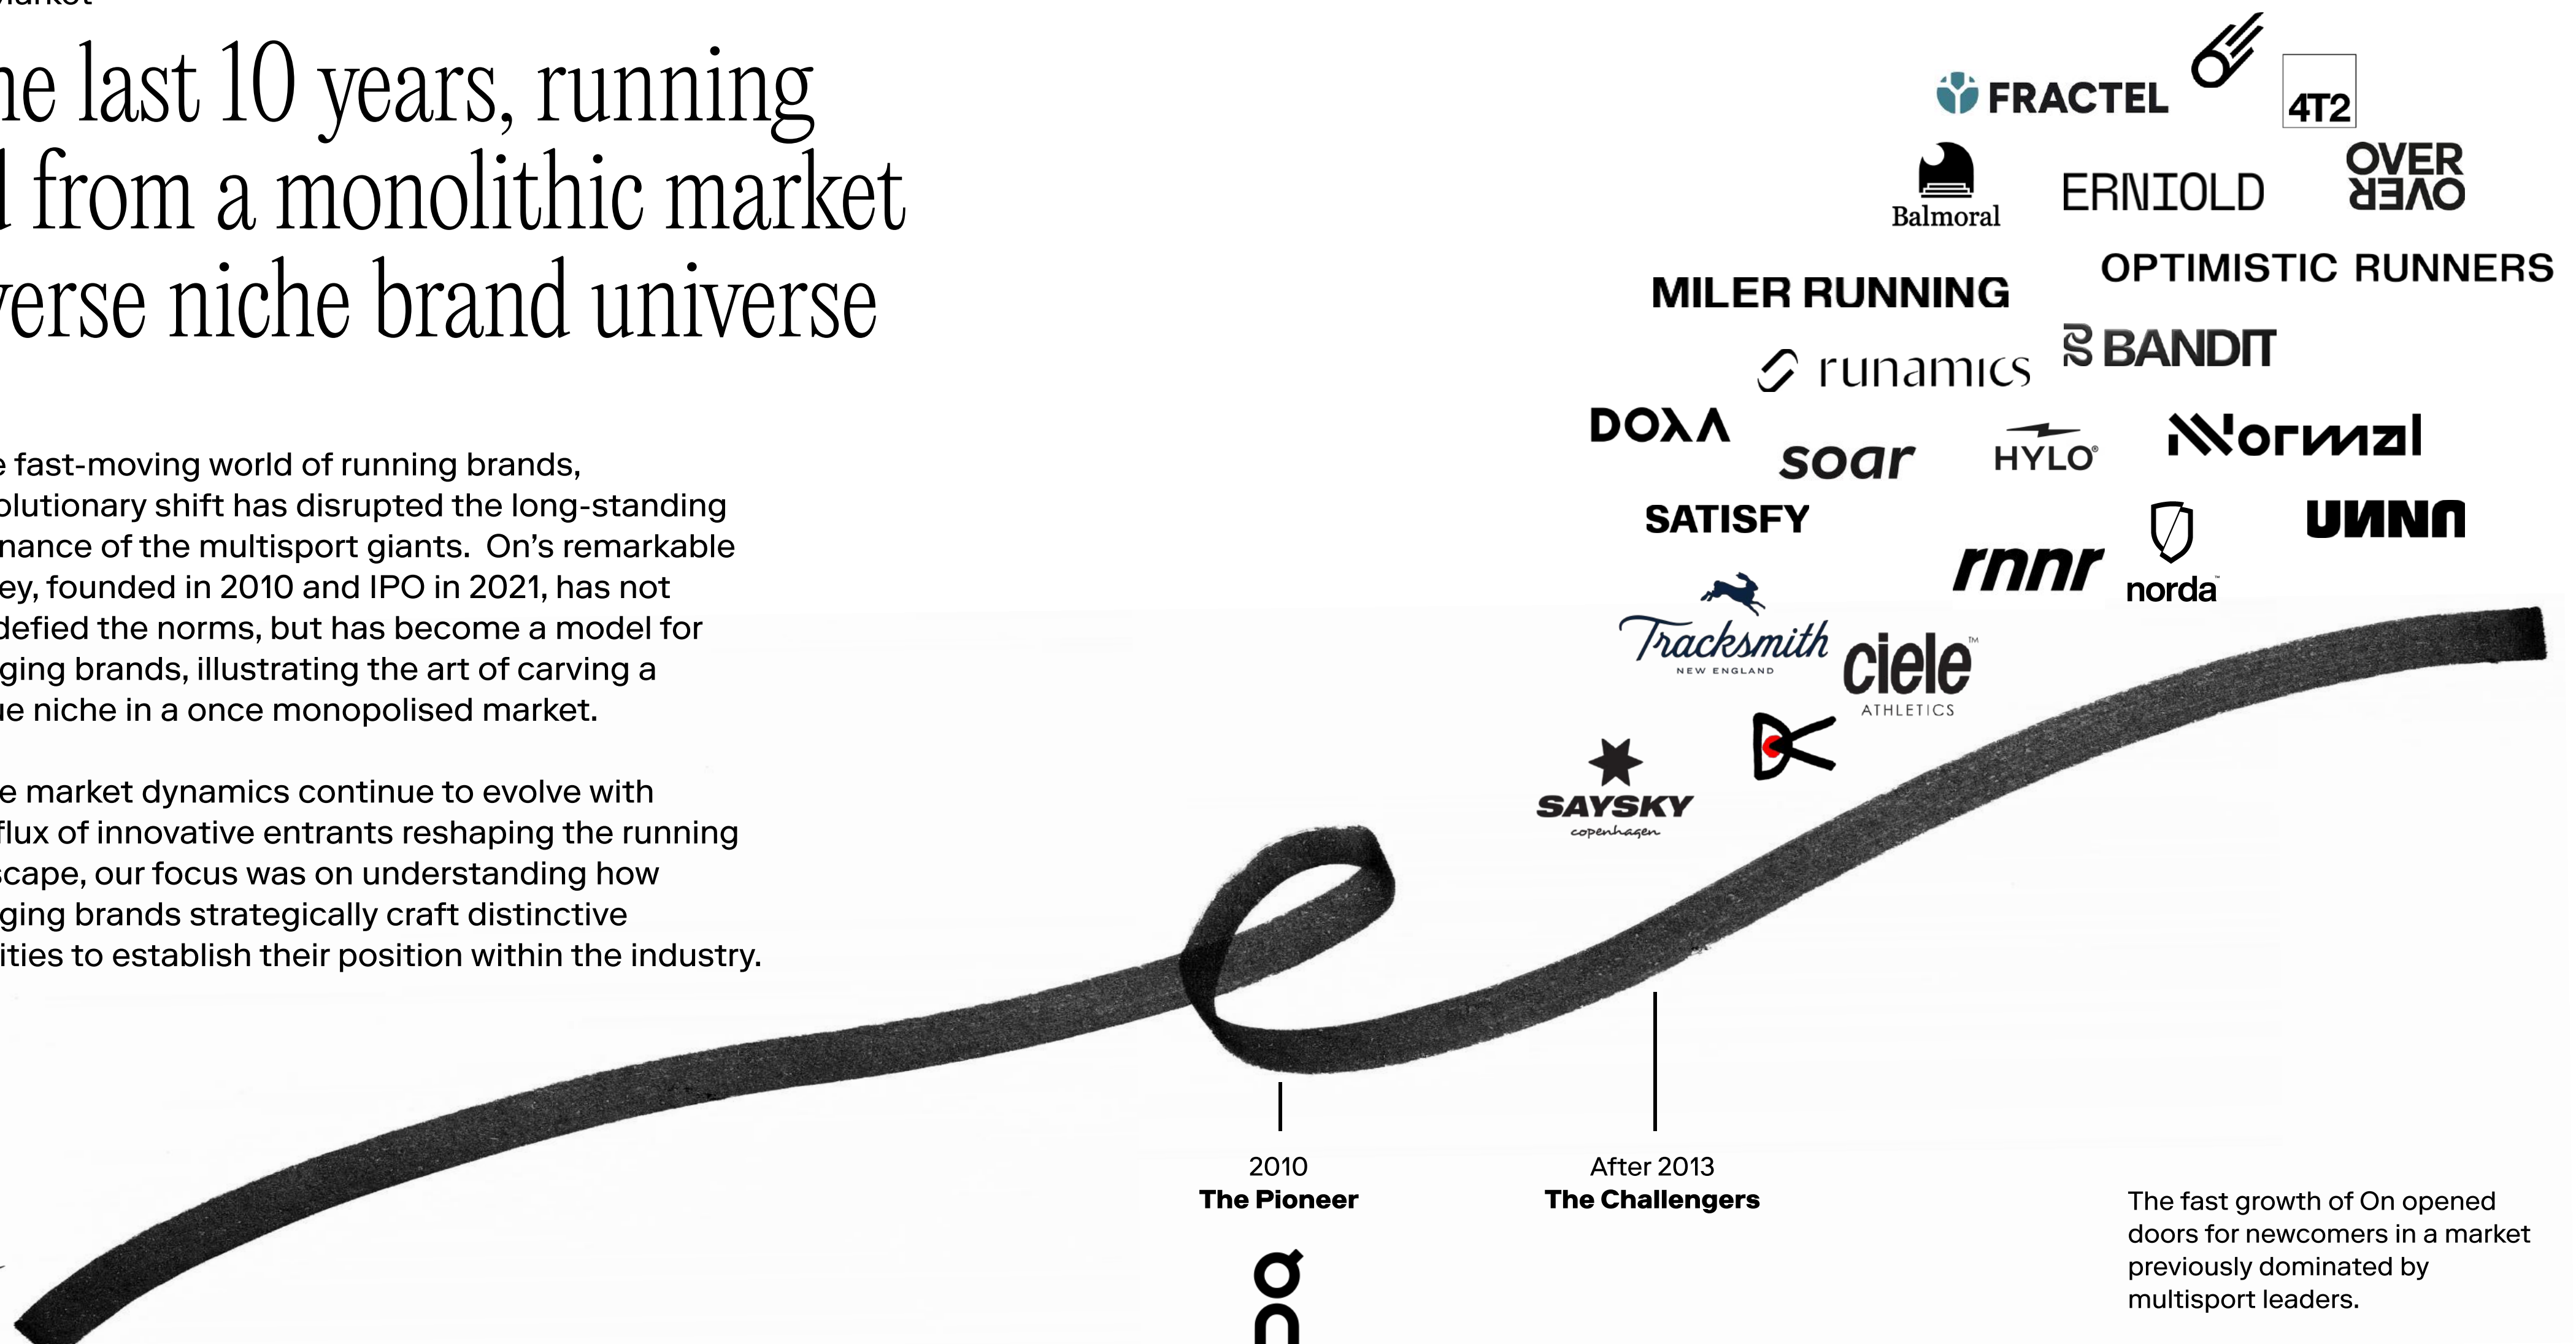 he last 10 years, running
from a monolithic market
verse niche brand universe
fast-moving world of running brands,
olutionary shift has disrupted the long-standing
nance of the multisport giants.  On's remarkable
ey, founded in 2010 and IPO in 2021, has not
defied the norms, but has become a model for
ging brands, illustrating the art of carving a
ue niche in a once monopolised market.
e market dynamics continue to evolve with
flux of innovative entrants reshaping the running
scape, our focus was on understanding how
ging brands strategically craft distinctive
ities to establish their position within the industry.
FRACTEL
4T2
Balmoral
ERNIOLD
OVER
OVER
OPTIMISTIC RUNNERS
MILER RUNNING
BANDIT
runamics
DOXA
soar
HYLO®
NNormal
SATISFY
UNNA
rnnr
norda™
Tracksmith
NEW ENGLAND
ciele™
ATHLETICS
SAYSKY
copenhagen
2010
The Pioneer
After 2013
The Challengers
The fast growth of On opened
doors for newcomers in a market
previously dominated by
multisport leaders.